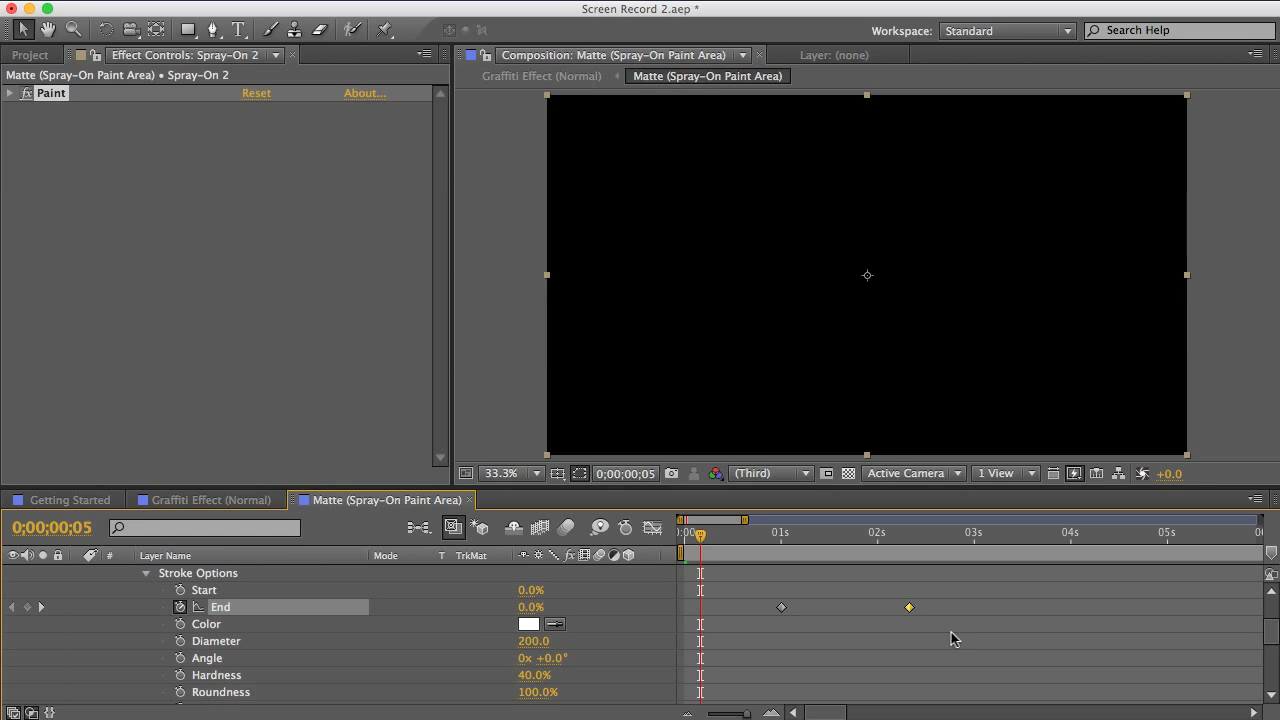 Screen Record 2.aep *
Workspace: Standard Search Help
Project Effect Controls: Spray-On 2 Composition: Matte (Spray-On Paint Area) Layer: (none)
Matte (Spray-On Paint Area) • Spray-On 2 Graffiti Effect (Normal) Matte (Spray-On Paint Area)
fx Paint Reset About...
33.3% 0;00;00;05 (Third) Active Camera 1 View +0.0
Getting Started Graffiti Effect (Normal) Matte (Spray-On Paint Area)
0;00;00;05 :00 01s 02s 03s 04s 05s 0
# Layer Name Mode T TrkMat fx
Stroke Options
Start 0.0%
End 0.0%
Color
Diameter 200.0
Angle 0x +0.0°
Hardness 40.0%
Roundness 100.0%